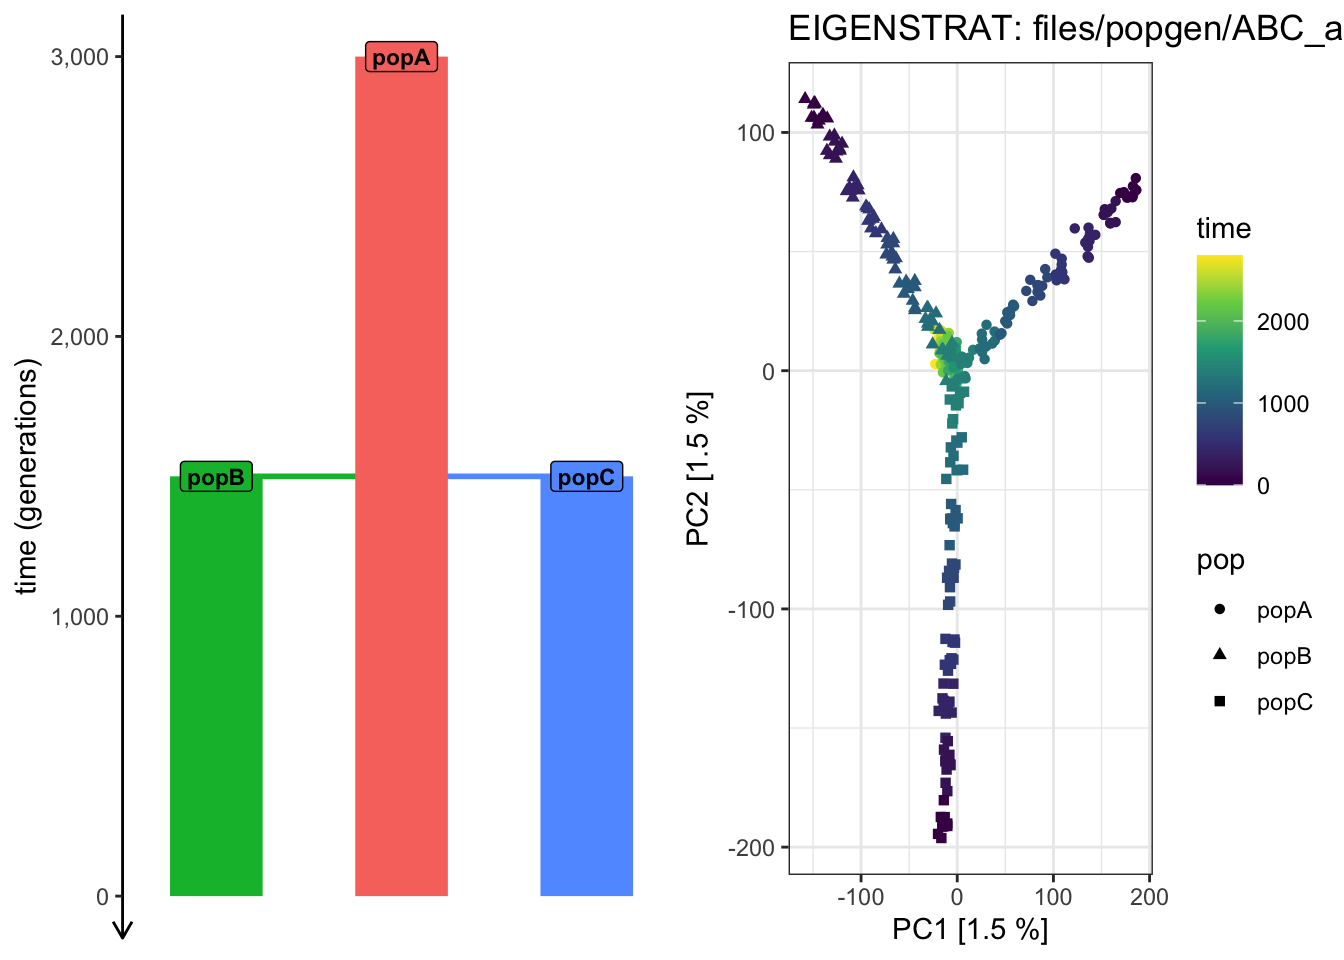 3,000
2,000
1,000
0
time (generations)
popA
popB
popC
EIGENSTRAT: files/popgen/ABC_a
100
0
-100
-200
PC2 [1.5 %]
-100
0
100
200
PC1 [1.5 %]
time
2000
1000
0
pop
popA
popB
popC